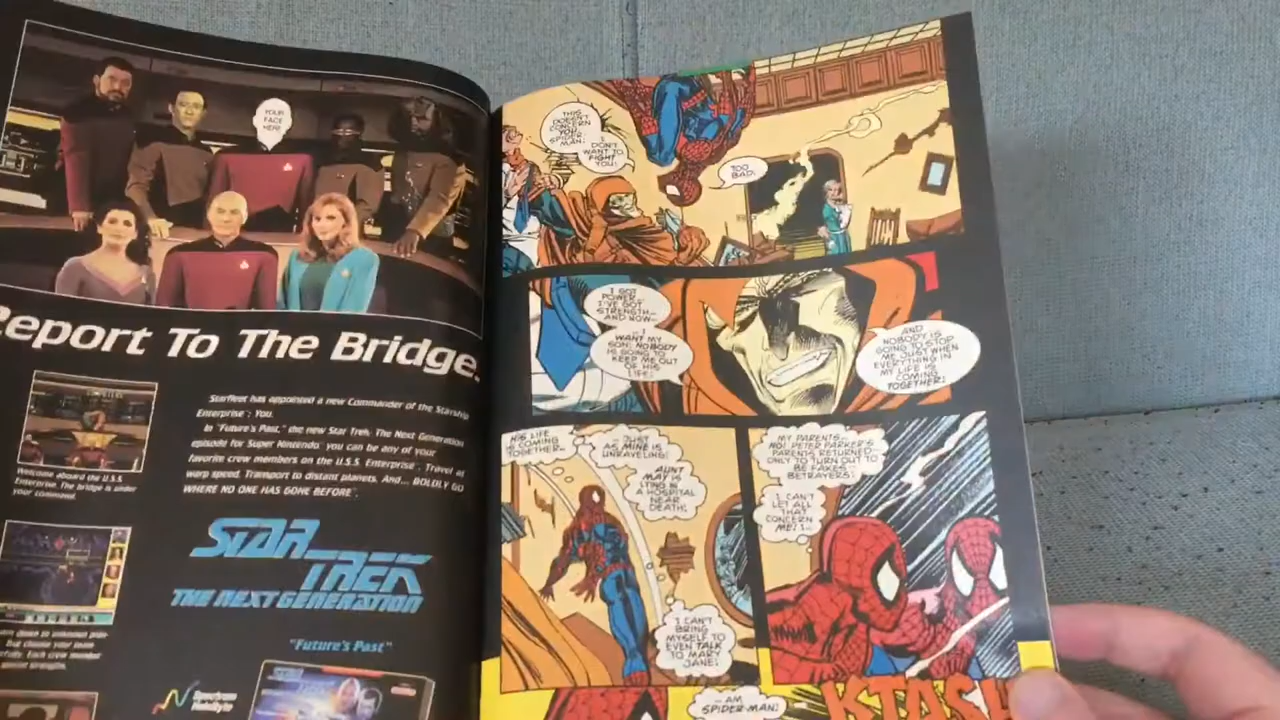 YOUR
FACE
HERE
Report To The Bridge.
Starfleet has appointed a new Commander of the Starship
Enterprise: You.
In "Future's Past," the new Star Trek: The Next Generation
episode for Super Nintendo, you can be any of your
favorite crew members on the U.S.S. Enterprise. Travel at
warp speed. Transport to distant planets. And... BOLDLY GO
WHERE NO ONE HAS GONE BEFORE.
Welcome aboard the U.S.S.
Enterprise. The bridge is under
your command.
STAR
TREK
THE NEXT GENERATION
"Future's Past"
Spectrum
HoloByte
THIS
DOESN'T
CONCERN
YOU,
SPIDER-
MAN!
I
DON'T
WANT TO
FIGHT
YOU!
TOO
BAD.
I GOT
POWER--
I'VE GOT
STRENGTH--
AND NOW--
--I
WANT MY
SON! NOBODY
IS GOING TO
KEEP ME OUT
OF HIS
LIFE!
AND
NOBODY IS
GOING TO STOP
ME JUST WHEN
EVERYTHING IN
MY LIFE IS
COMING
TOGETHER!
HIS LIFE
IS COMING
TOGETHER--
--JUST
AS MINE IS
UNRAVELING!
AUNT
MAY IS
LYING IN
A HOSPITAL
NEAR
DEATH!
I CAN'T
BRING
MYSELF TO
EVEN TALK
TO MARY
JANE!
MY PARENTS--
NO! PETER PARKER'S
PARENTS RETURNED--
ONLY TO TURN OUT TO
BE FAKES--
BETRAYERS!
I CAN'T
LET ALL
THAT
CONCERN
ME! I--
--AM
SPIDER-MAN!
KTASH